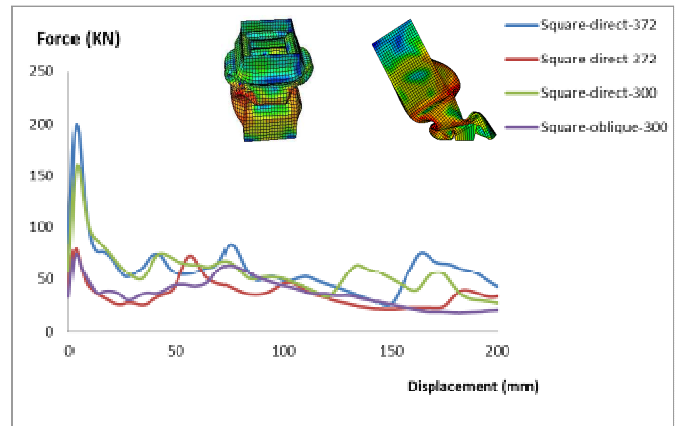 Force (KN)
250
200
150
100
50
0
0 50 100 150 200
Displacement (mm)
Square-direct-372
Square-direct-272
Square-direct-300
Square-oblique-300